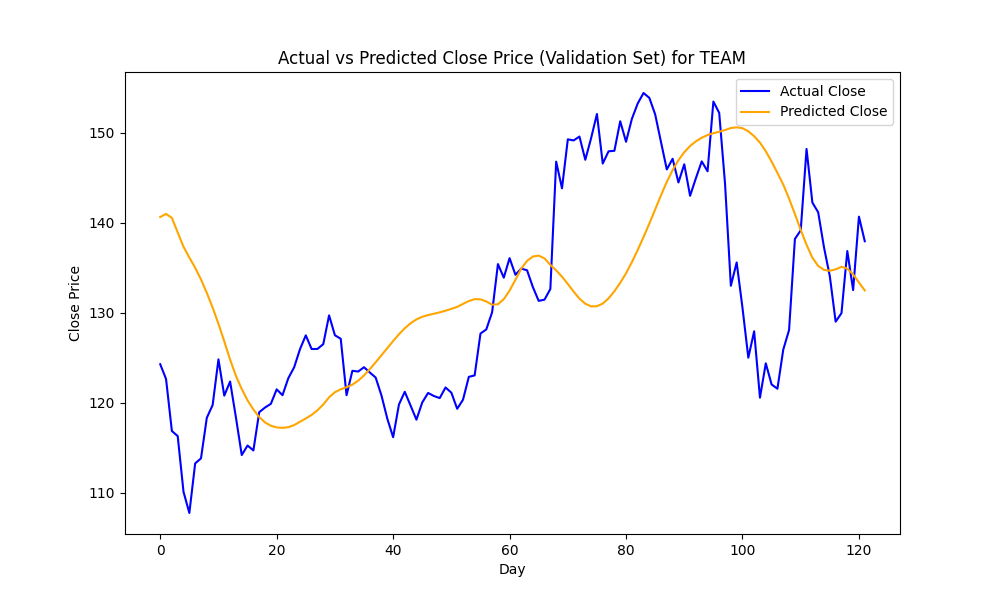 Actual vs Predicted Close Price (Validation Set) for TEAM
Actual Close
Predicted Close
150
140
130
120
110
Close Price
0 20 40 60 80 100 120
Day